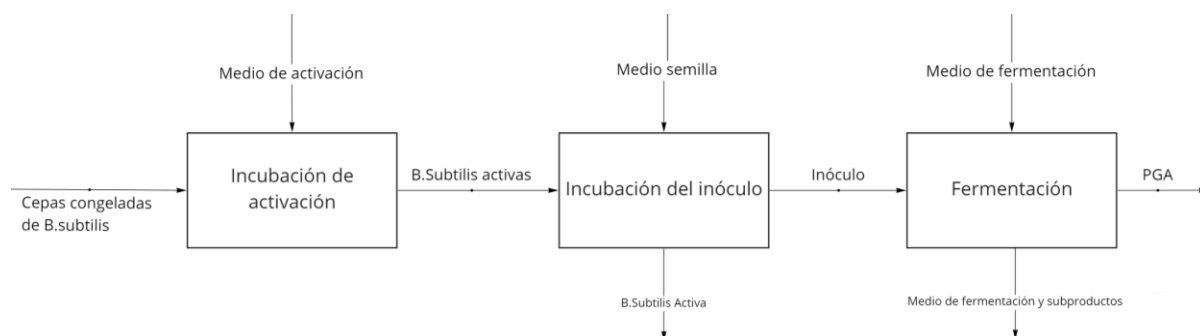 Medio de activación
Medio semilla
Medio de fermentación
Cepas congeladas
de B.subtilis
Incubación de
activación
B.Subtilis activas
Incubación del inóculo
Inóculo
Fermentación
PGA
B.Subtilis Activa
Medio de fermentación y subproductos